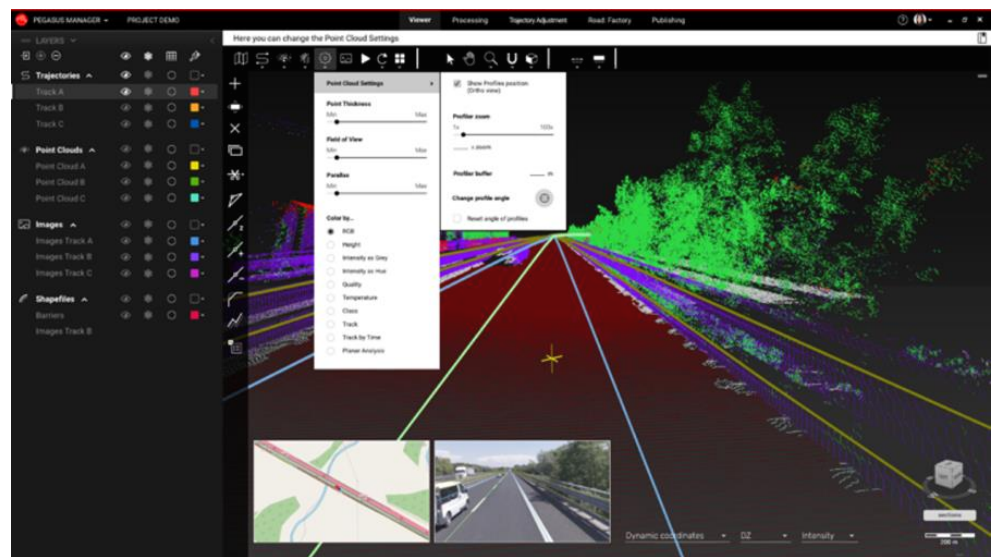 PEGASUS MANAGER
PROJECT DEMO
Viewer
Processing
Trajectory Adjustment
Road Factory
Publishing
LAYERS
Here you can change the Point Cloud Settings
Trajectories
Track A
Track B
Track C
Point Clouds
Point Cloud A
Point Cloud B
Point Cloud C
Images
Images Track A
Images Track B
Images Track C
Shapefiles
Barriers
Images Track B
Point Cloud Settings
Point Thickness
Min Max
Field of View
Min Max
Parallax
Min Max
Color by...
RGB
Height
Intensity as Grey
Intensity as Hue
Quality
Temperature
Class
Track
Track by Time
Planar Analysis
Show Profiles position
(Ortho view)
Profiler zoom
1x 100x
x zoom
Profiler buffer m
Change profile angle
Reset angle of profiles
sections
Dynamic coordinates
DZ
Intensity
200 m